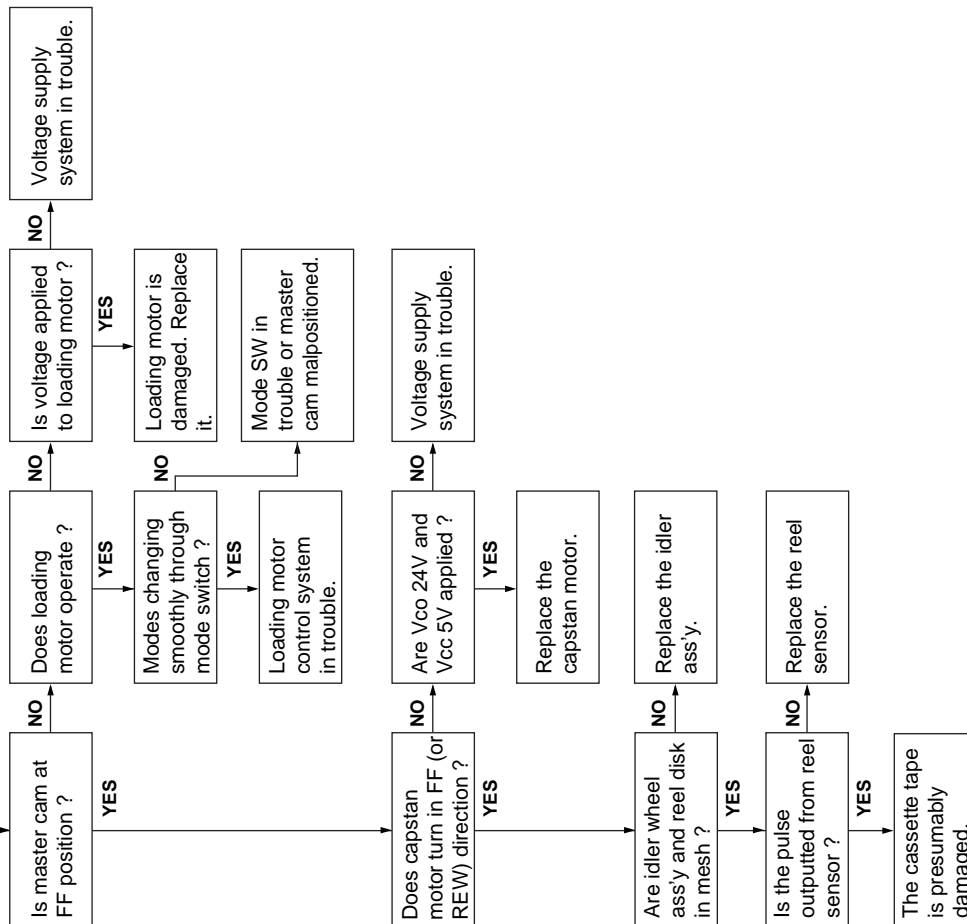 Is master cam at
FF position ?
NO
Does loading
motor operate ?
NO
Is voltage applied
to loading motor ?
NO
Voltage supply
system in trouble.
YES
Loading motor is
damaged. Replace
it.
YES
Modes changing
smoothly through
mode switch ?
NO
Mode SW in
trouble or master
cam malpositioned.
YES
Loading motor
control system
in trouble.
YES
Does capstan
motor turn in FF (or
REW) direction ?
NO
Are Vco 24V and
Vcc 5V applied ?
NO
Voltage supply
system in trouble.
YES
Replace the
capstan motor.
YES
Are idler wheel
ass'y and reel disk
in mesh ?
NO
Replace the idler
ass'y.
YES
Is the pulse
outputted from reel
sensor ?
NO
Replace the reel
sensor.
YES
The cassette tape
is presumably
damaged.